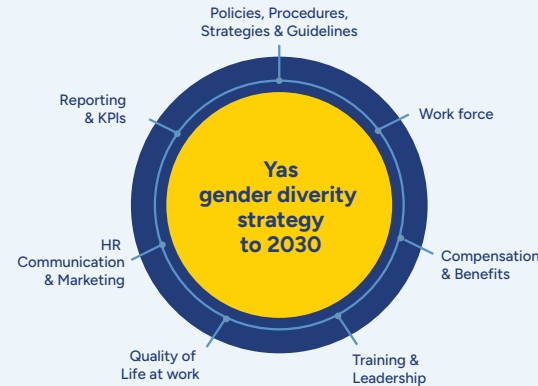 Policies, Procedures,
Strategies & Guidelines
Reporting
& KPIs
Work force
Yas
gender diverity
strategy
to 2030
HR
Communication
& Marketing
Compensation
& Benefits
Quality of
Life at work
Training &
Leadership